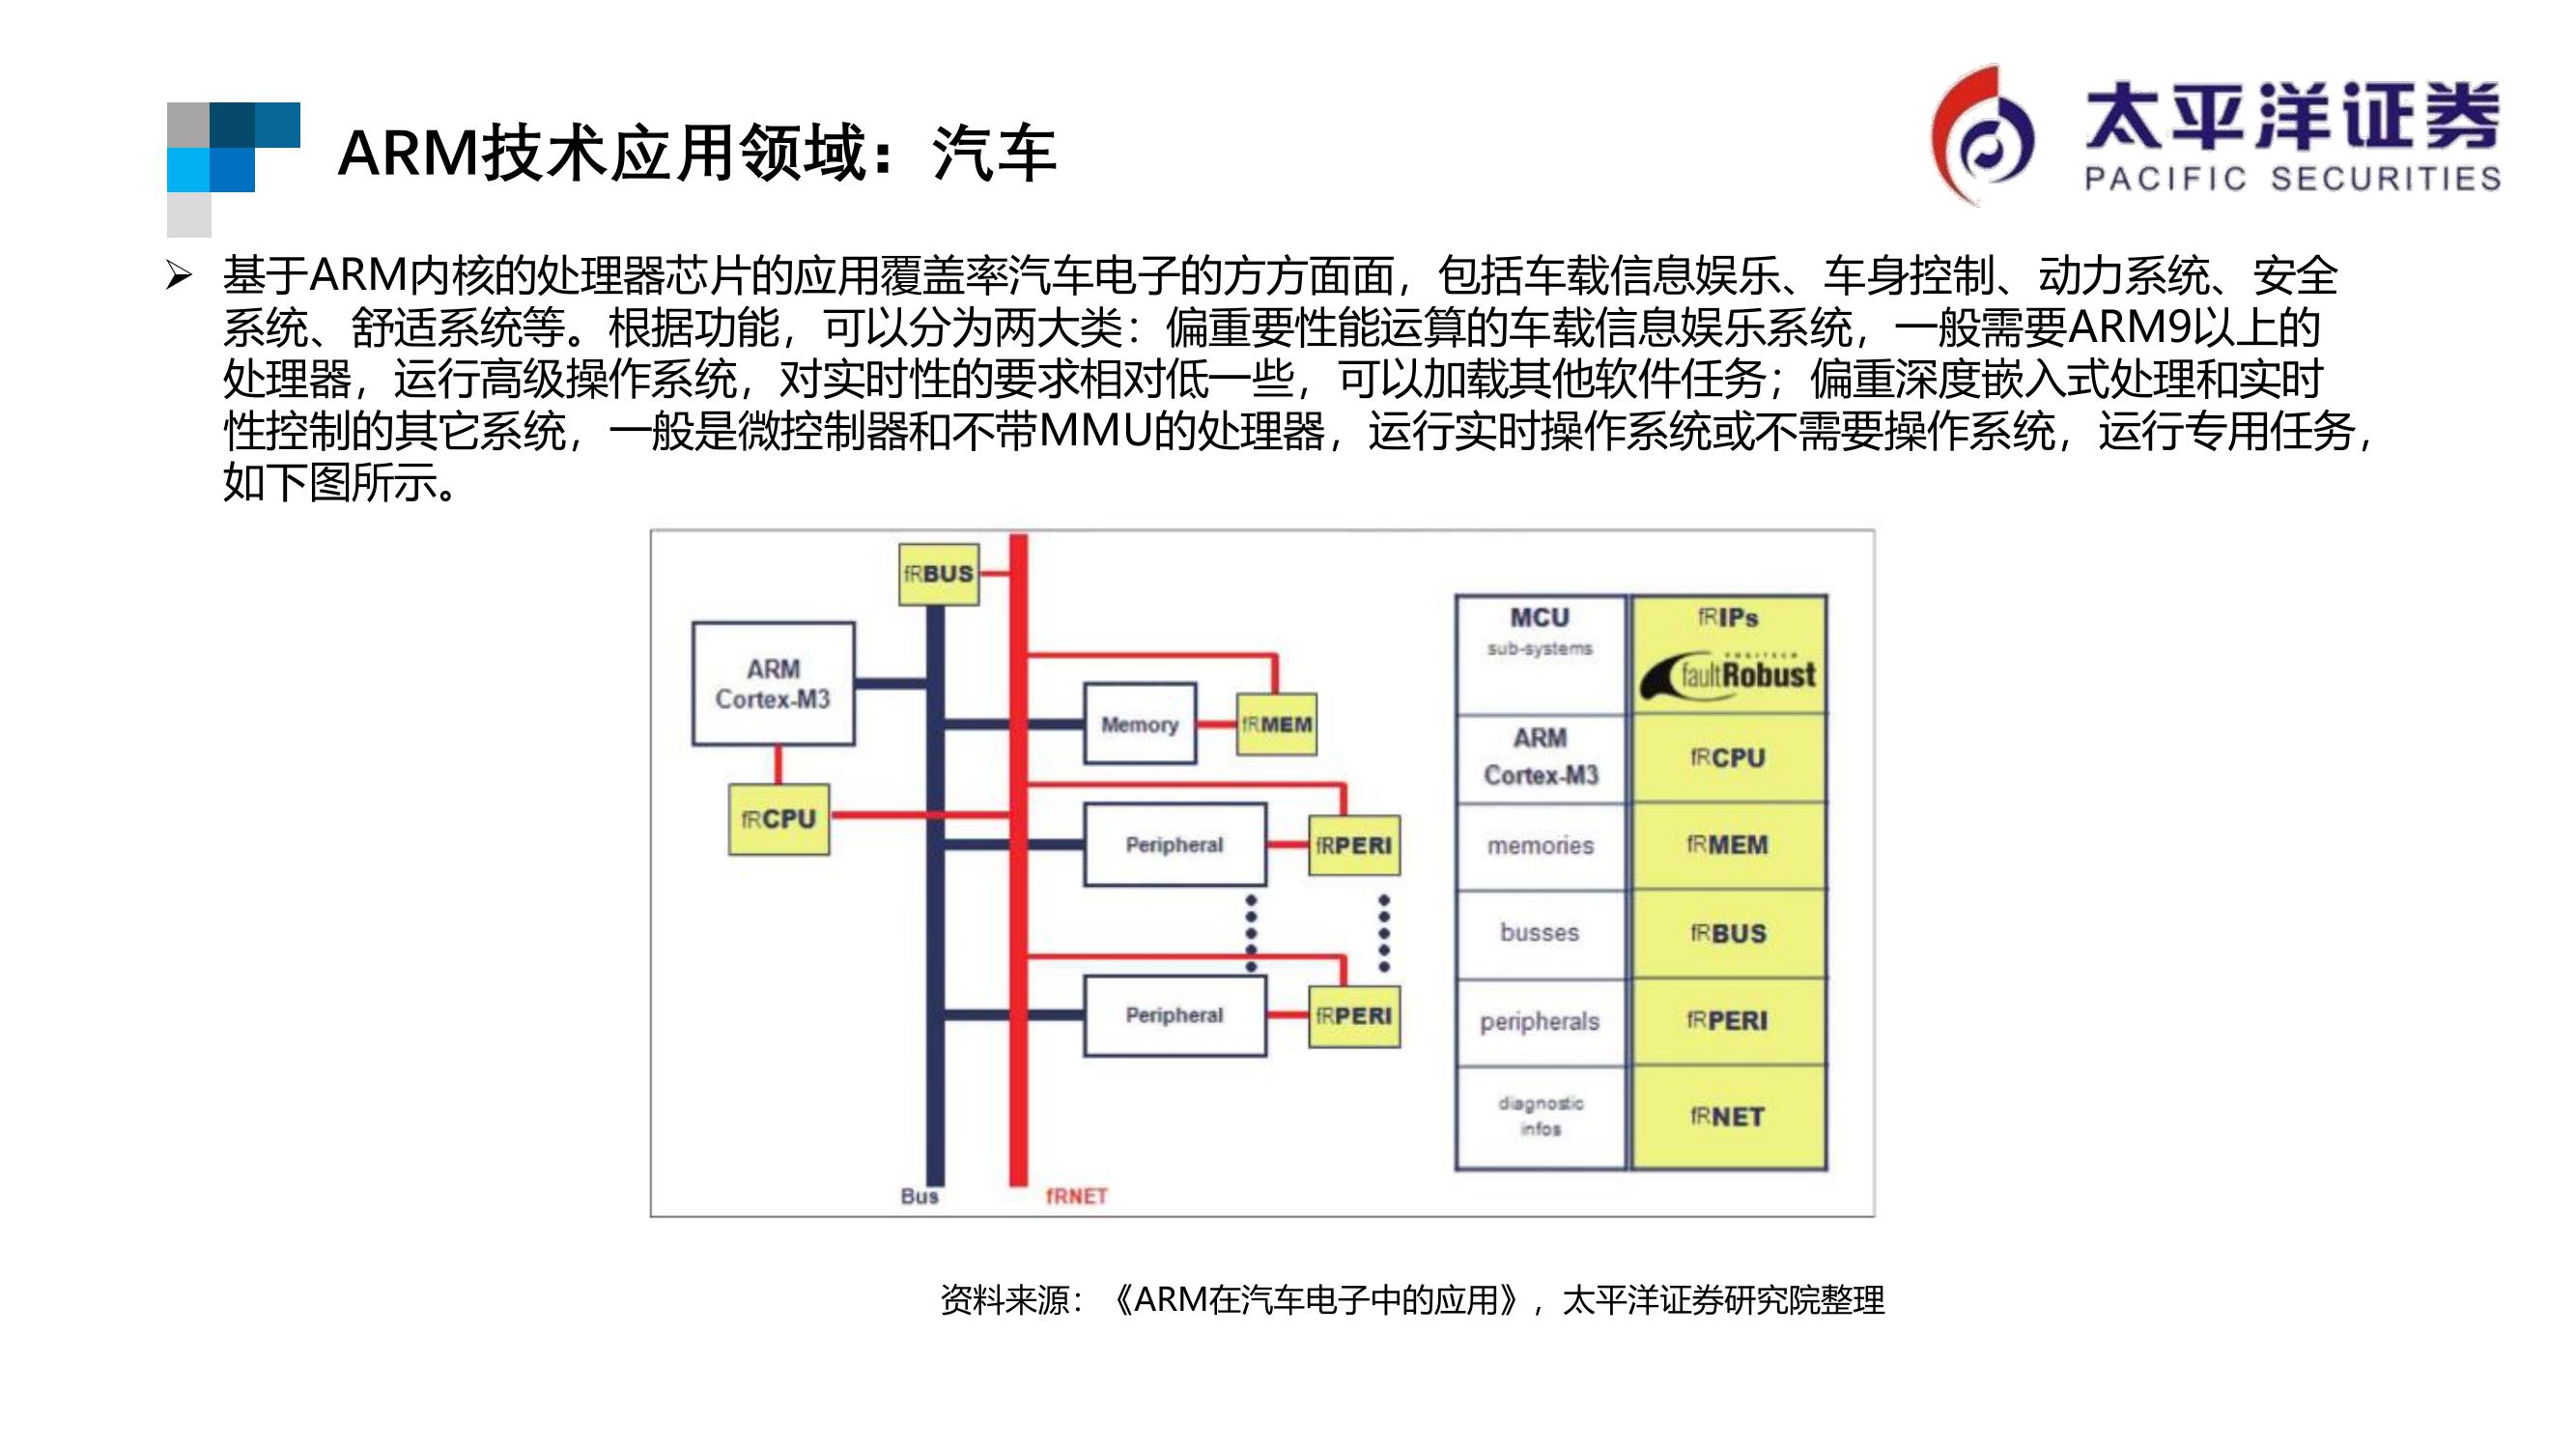 太平洋证券
PACIFIC SECURITIES
ARM技术应用领域：汽车
➢ 基于ARM内核的处理器芯片的应用覆盖率汽车电子的方方面面，包括车载信息娱乐、车身控制、动力系统、安全
系统、舒适系统等。根据功能，可以分为两大类：偏重要性能运算的车载信息娱乐系统，一般需要ARM9以上的
处理器，运行高级操作系统，对实时性的要求相对低一些，可以加载其他软件任务；偏重深度嵌入式处理和实时
性控制的其它系统，一般是微控制器和不带MMU的处理器，运行实时操作系统或不需要操作系统，运行专用任务，
如下图所示。
fRBUS
ARM
Cortex-M3
fRCPU
Memory
fRMEM
Peripheral
fRPERI
Peripheral
fRPERI
Bus
fRNET
MCU
sub-systems
fRIPs
faultRobust
ARM
Cortex-M3
fRCPU
memories
fRMEM
busses
fRBUS
peripherals
fRPERI
diagnostic
infos
fRNET
资料来源：《ARM在汽车电子中的应用》，太平洋证券研究院整理